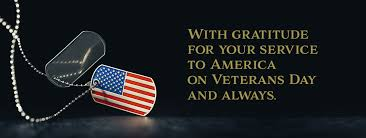 With gratitude
for your service
to America
on Veterans Day
and always.